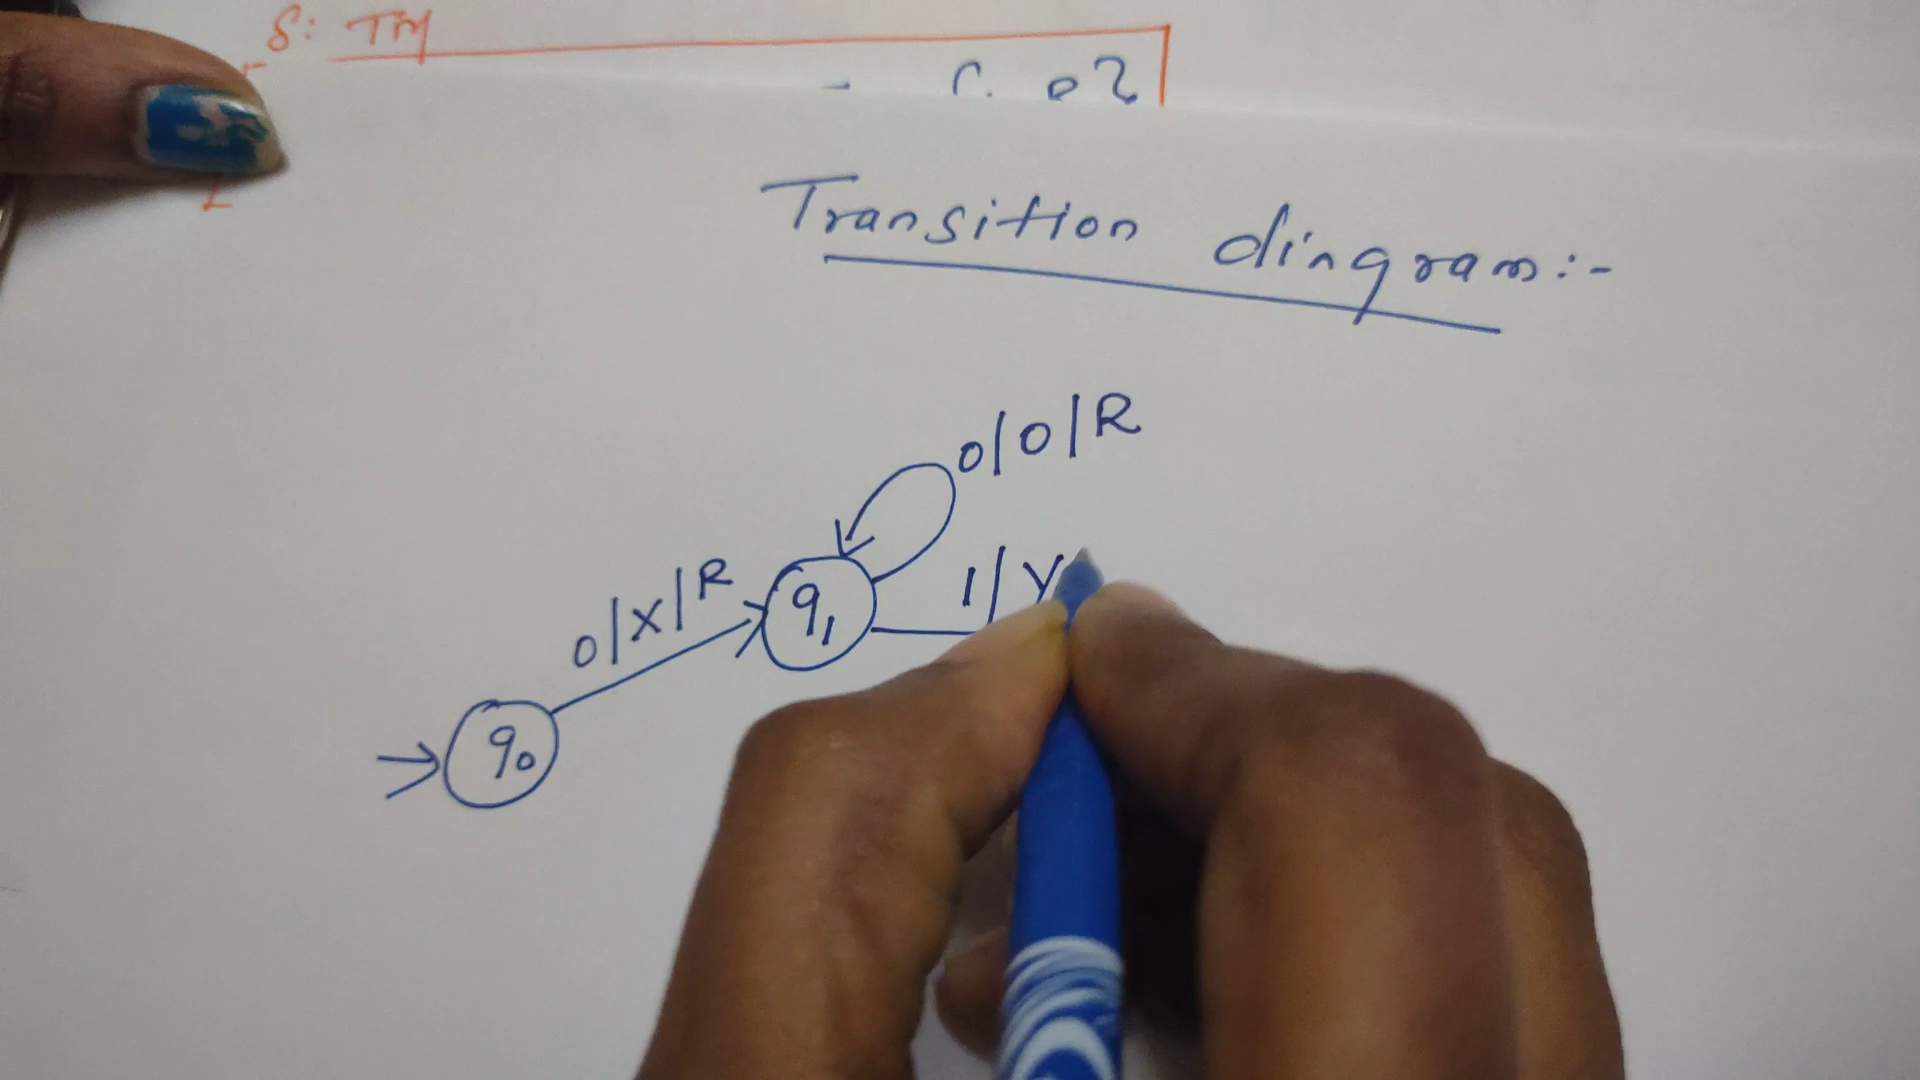 δ: TM
Transition diagram:-
0|0|R
1|Y
0|X|R
q1
q0